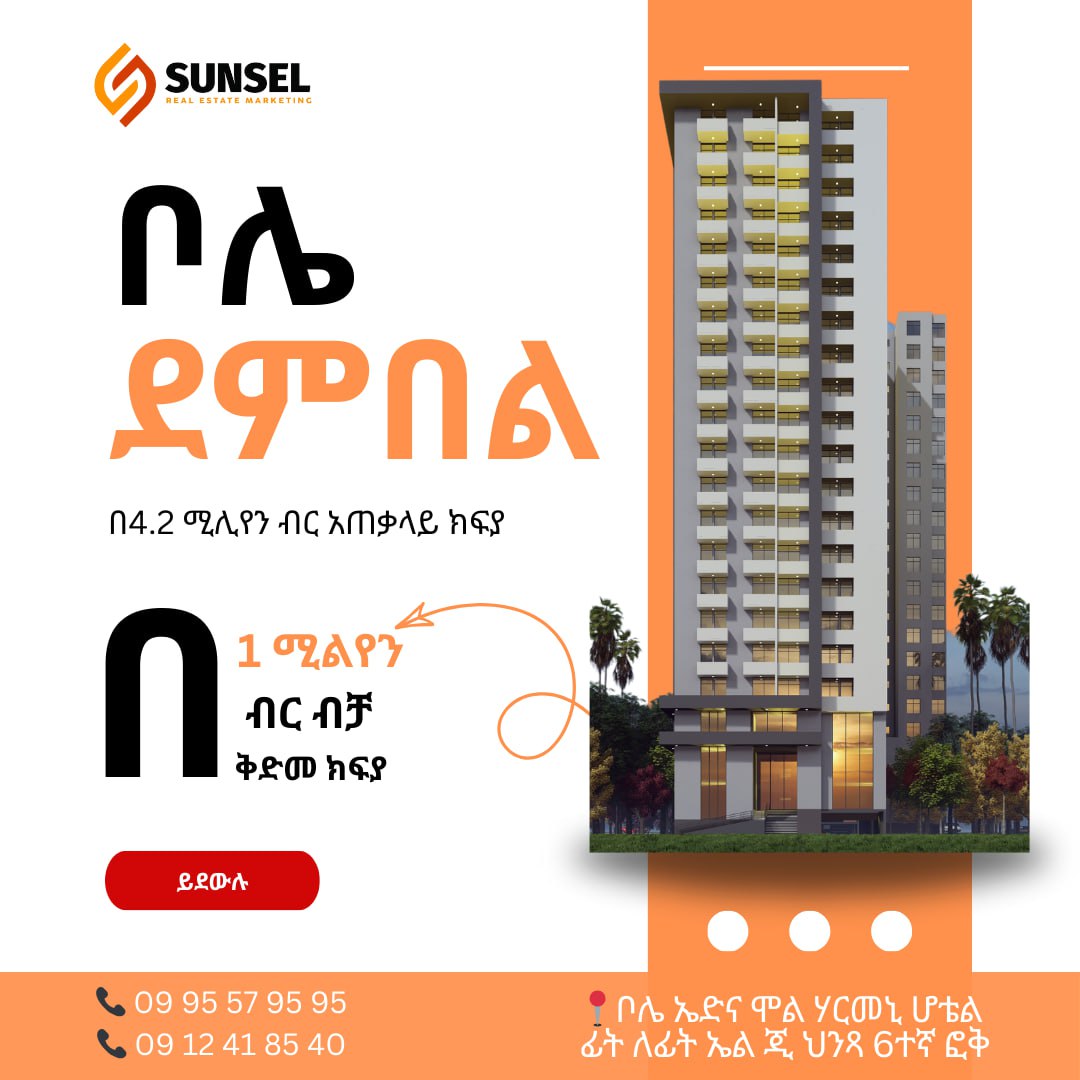 SUNSEL
REAL ESTATE MARKETING
ቦሌ
ደምበል
በ4.2 ሚሊየን ብር አጠቃላይ ክፍያ
በ
1 ሚልየን
ብር ብቻ
ቅድመ ክፍያ
ይደውሉ
09 95 57 95 95
09 12 41 85 40
ቦሌ ኤድና ሞል ሃርመኒ ሆቴል
ፊት ለፊት ኤል ጂ ህንጻ 6ተኛ ፎቅ